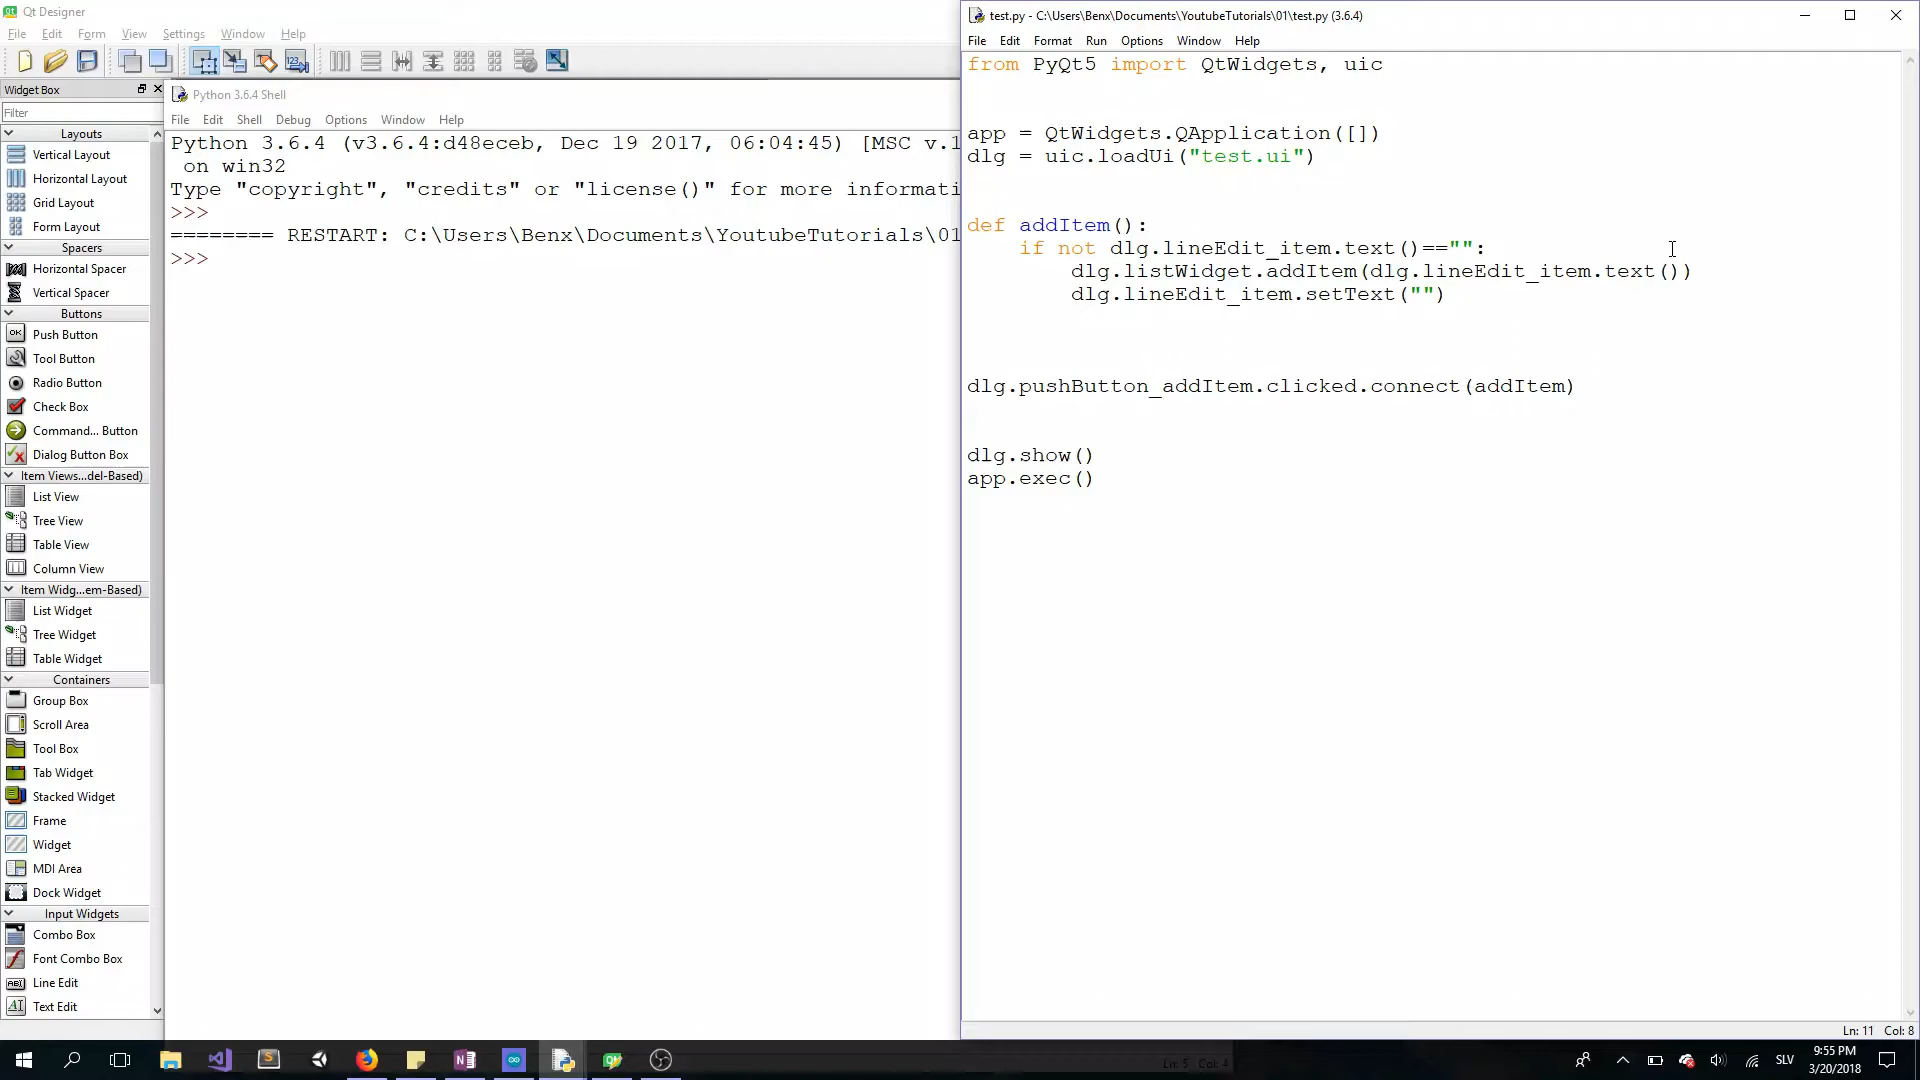 Qt Designer
File Edit Form View Settings Window Help
Widget Box
Filter
Layouts
Vertical Layout
Horizontal Layout
Grid Layout
Form Layout
Spacers
Horizontal Spacer
Vertical Spacer
Buttons
Push Button
Tool Button
Radio Button
Check Box
Command... Button
Dialog Button Box
Item Views...del-Based)
List View
Tree View
Table View
Column View
Item Widg...em-Based)
List Widget
Tree Widget
Table Widget
Containers
Group Box
Scroll Area
Tool Box
Tab Widget
Stacked Widget
Frame
Widget
MDI Area
Dock Widget
Input Widgets
Combo Box
Font Combo Box
Line Edit
Text Edit
Python 3.6.4 Shell
File Edit Shell Debug Options Window Help
Python 3.6.4 (v3.6.4:d48eceb, Dec 19 2017, 06:04:45) [MSC v.1
on win32
Type "copyright", "credits" or "license()" for more informati
>>>
======== RESTART: C:\Users\Benx\Documents\YoutubeTutorials\01
>>>
test.py - C:\Users\Benx\Documents\YoutubeTutorials\01\test.py (3.6.4)
File Edit Format Run Options Window Help
from PyQt5 import QtWidgets, uic
app = QtWidgets.QApplication([])
dlg = uic.loadUi("test.ui")
def addItem():
if not dlg.lineEdit_item.text()=="":
dlg.listWidget.addItem(dlg.lineEdit_item.text())
dlg.lineEdit_item.setText("")
dlg.pushButton_addItem.clicked.connect(addItem)
dlg.show()
app.exec()
Ln: 11 Col: 8
Ln: 5 Col: 4
SLV
9:55 PM
3/20/2018